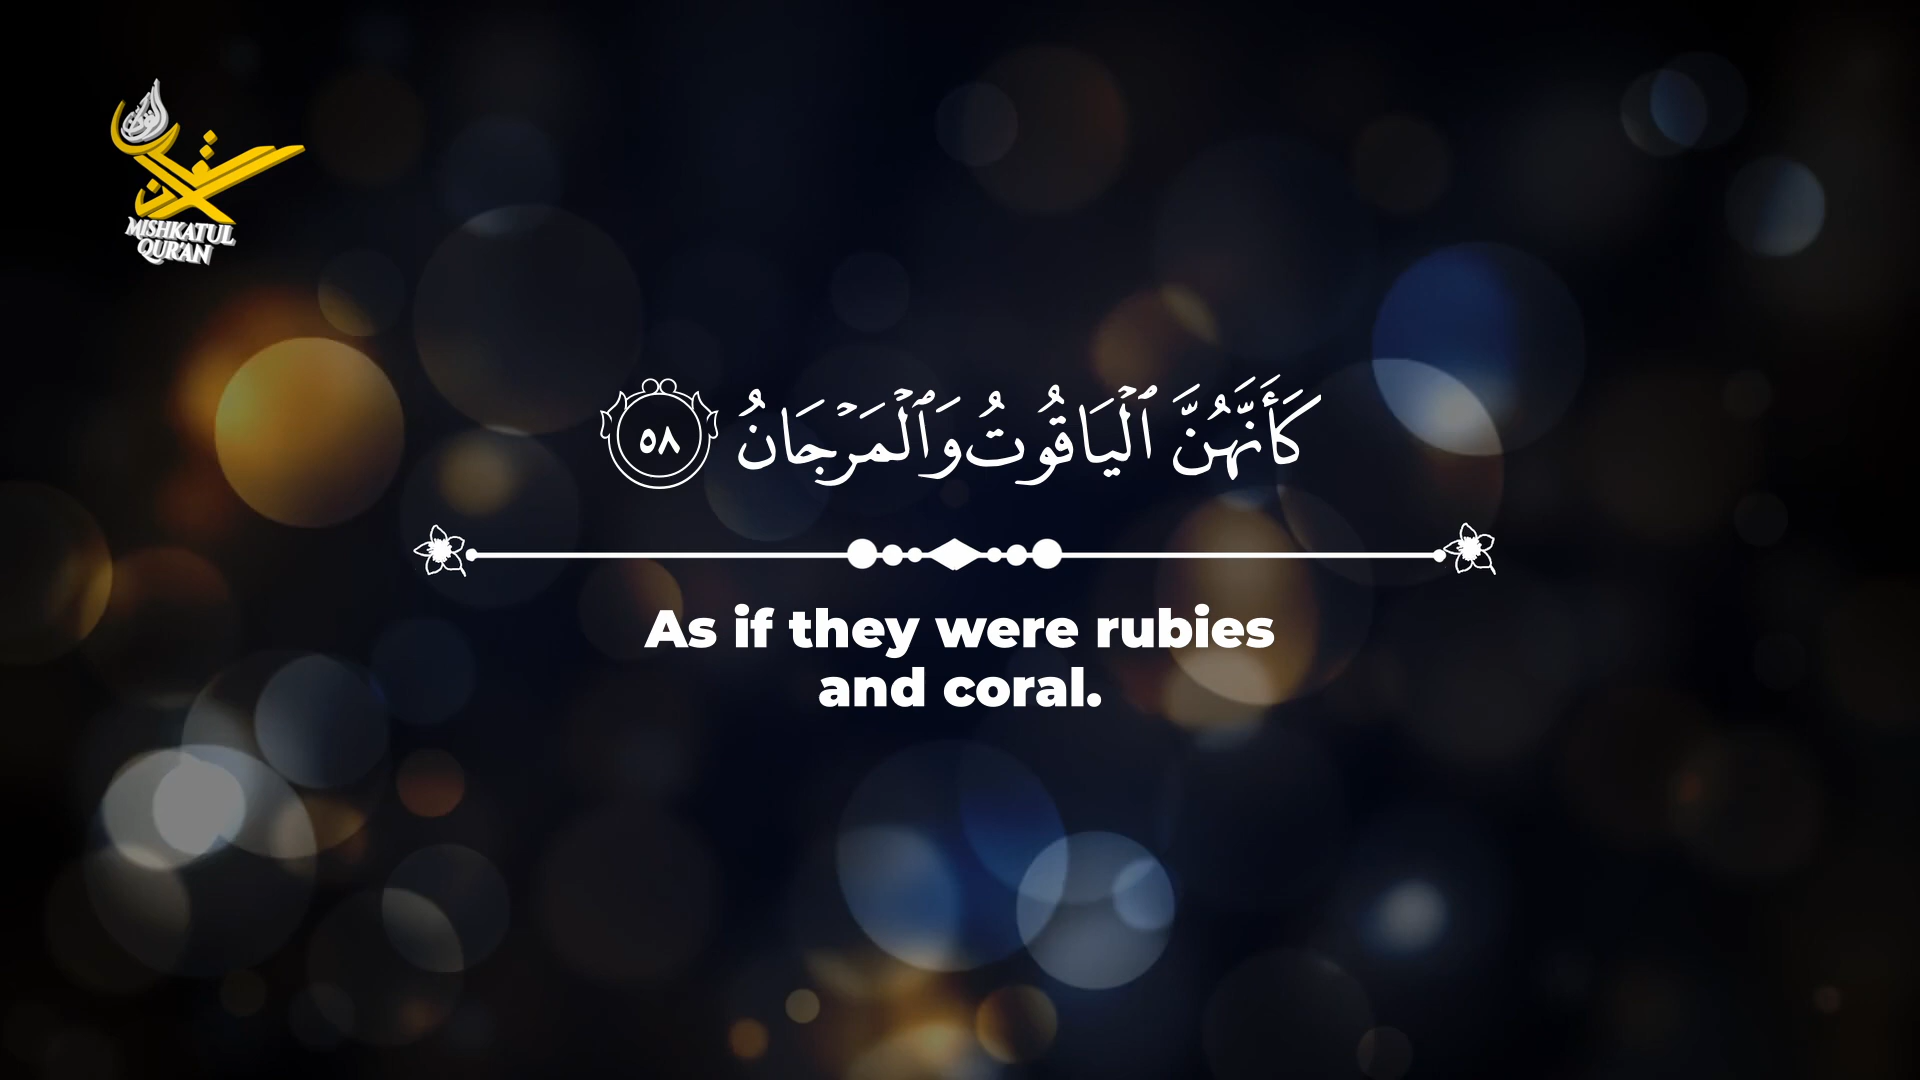 MISHKATUL
QUR'AN
كَأَنَّهُنَّ ٱلۡيَاقُوتُ وَٱلۡمَرۡجَانُ ٥٨
As if they were rubies
and coral.